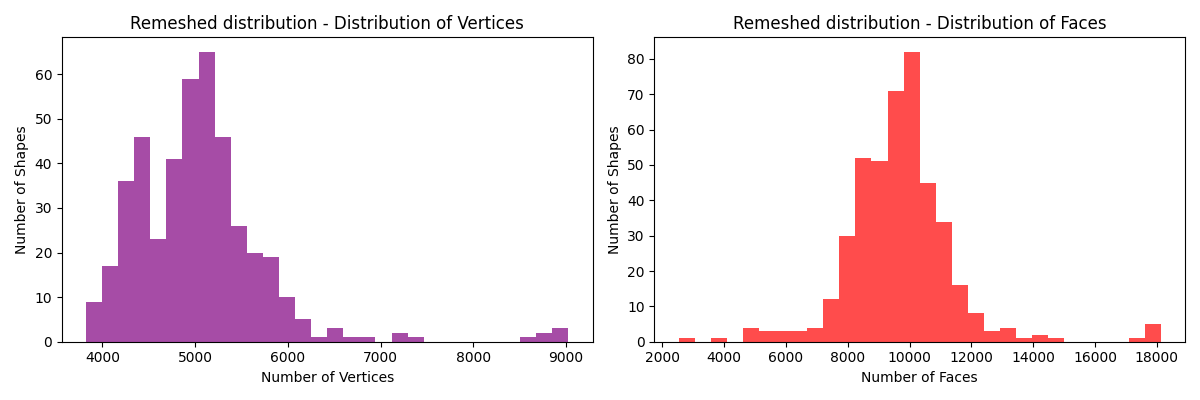 Remeshed distribution - Distribution of Vertices
Number of Shapes
60
50
40
30
20
10
0
4000 5000 6000 7000 8000 9000
Number of Vertices
Remeshed distribution - Distribution of Faces
Number of Shapes
80
70
60
50
40
30
20
10
0
2000 4000 6000 8000 10000 12000 14000 16000 18000
Number of Faces